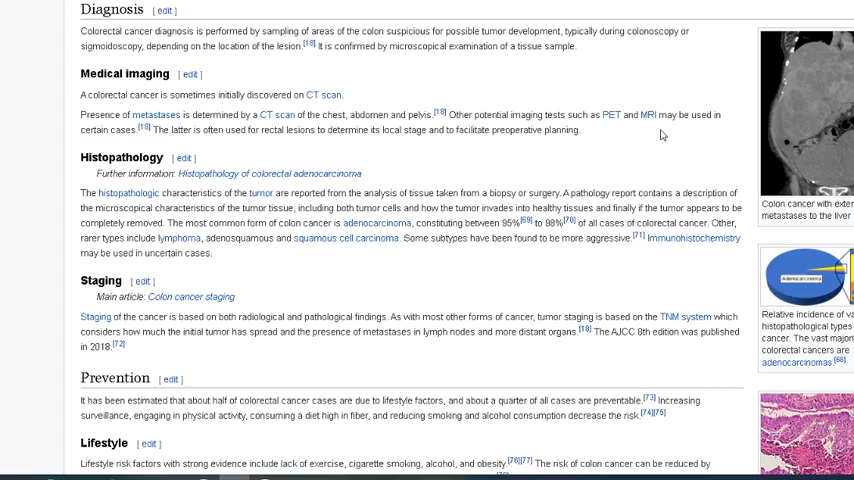 Diagnosis [ edit ]
Colorectal cancer diagnosis is performed by sampling of areas of the colon suspicious for possible tumor development, typically during colonoscopy or
sigmoidoscopy, depending on the location of the lesion.[18] It is confirmed by microscopical examination of a tissue sample.
Medical imaging [ edit ]
A colorectal cancer is sometimes initially discovered on CT scan.
Presence of metastases is determined by a CT scan of the chest, abdomen and pelvis.[18] Other potential imaging tests such as PET and MRI may be used in
certain cases.[18] The latter is often used for rectal lesions to determine its local stage and to facilitate preoperative planning.
Histopathology [ edit ]
Further information: Histopathology of colorectal adenocarcinoma
The histopathologic characteristics of the tumor are reported from the analysis of tissue taken from a biopsy or surgery. A pathology report contains a description of
the microscopical characteristics of the tumor tissue, including both tumor cells and how the tumor invades into healthy tissues and finally if the tumor appears to be
completely removed. The most common form of colon cancer is adenocarcinoma, constituting between 95%[69] to 98%[70] of all cases of colorectal cancer. Other,
rarer types include lymphoma, adenosquamous and squamous cell carcinoma. Some subtypes have been found to be more aggressive.[71] Immunohistochemistry
may be used in uncertain cases.
Staging [ edit ]
Main article: Colon cancer staging
Staging of the cancer is based on both radiological and pathological findings. As with most other forms of cancer, tumor staging is based on the TNM system which
considers how much the initial tumor has spread and the presence of metastases in lymph nodes and more distant organs.[18] The AJCC 8th edition was published
in 2018.[72]
Prevention [ edit ]
It has been estimated that about half of colorectal cancer cases are due to lifestyle factors, and about a quarter of all cases are preventable.[73] Increasing
surveillance, engaging in physical activity, consuming a diet high in fiber, and reducing smoking and alcohol consumption decrease the risk.[74][75]
Lifestyle [ edit ]
Lifestyle risk factors with strong evidence include lack of exercise, cigarette smoking, alcohol, and obesity.[76][77] The risk of colon cancer can be reduced by
Colon cancer with exten
metastases to the liver
Adenocarcinoma
Relative incidence of va
histopathological types
cancer. The vast major
colorectal cancers are
adenocarcinomas.[68]